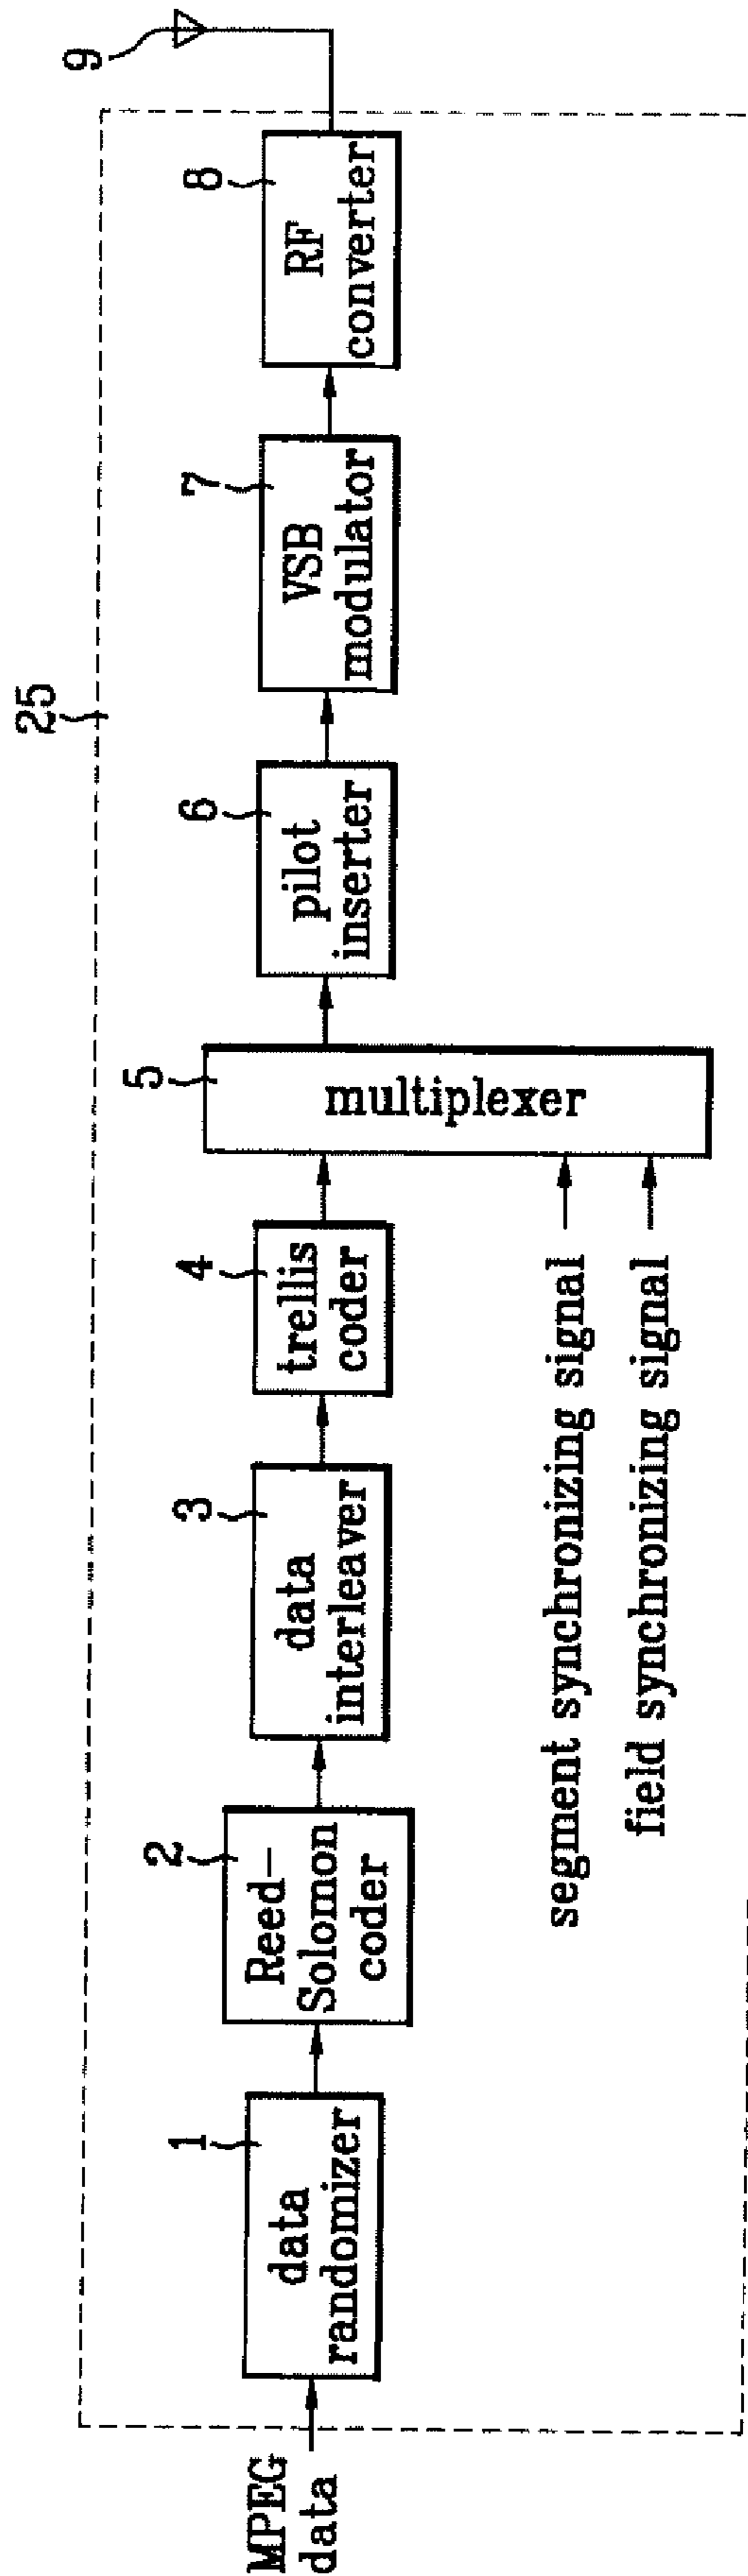 25
MPEG
data
1
data
randomizer
2
Reed-
Solomon
coder
3
data
interleaver
4
trellis
coder
segment synchronizing signal
field synchronizing signal
5
multiplexer
6
pilot
inserter
7
VSB
modulator
8
RF
converter
9